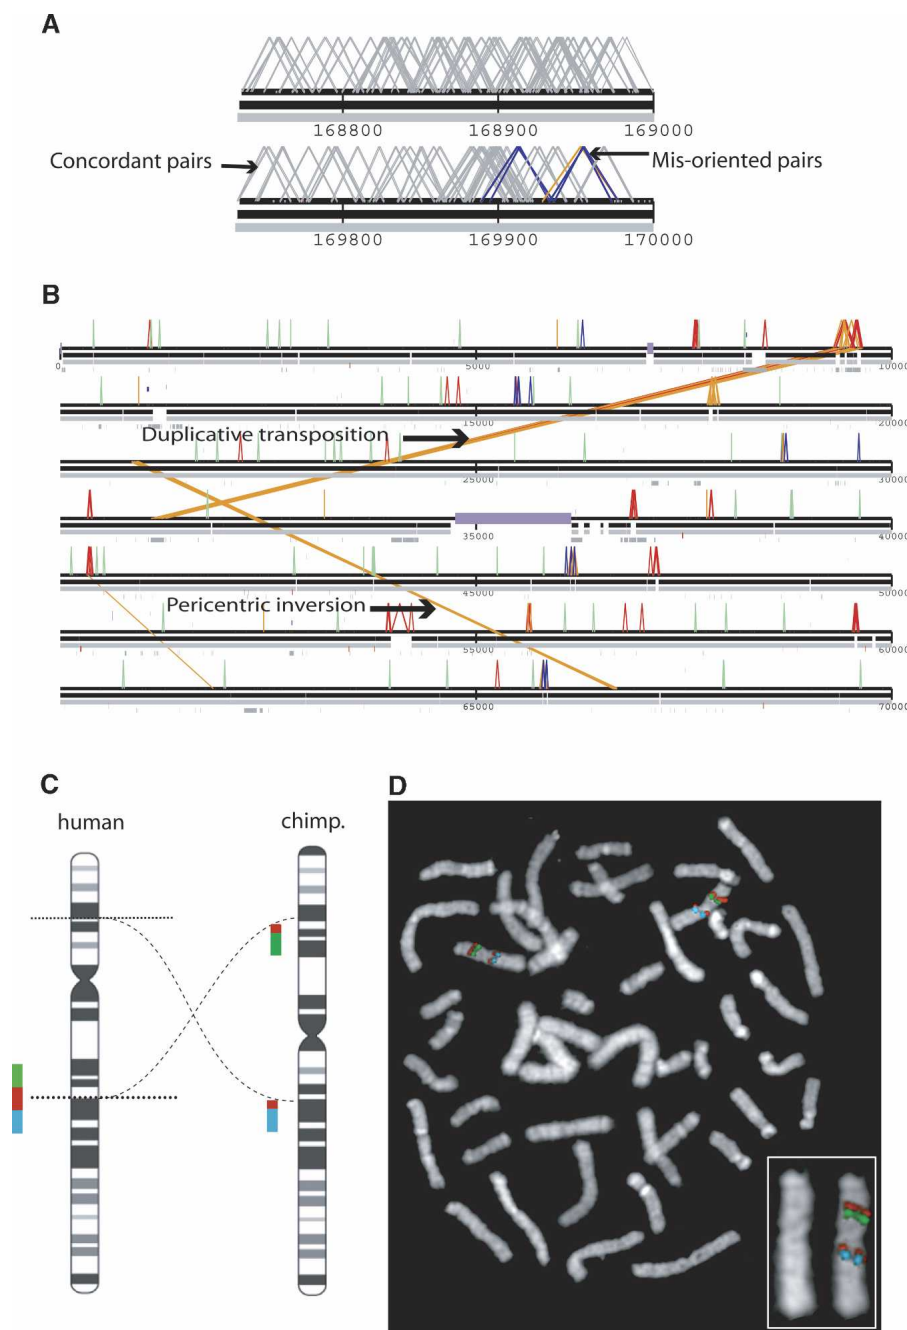 A
168800 168900 169000
Concordant pairs Mis-oriented pairs
169800 169900 170000
B
0 5000 10000
15000 20000
Duplicative transposition
25000 30000
35000 40000
45000 50000
Pericentric inversion
55000 60000
65000 70000
C D
human chimp.